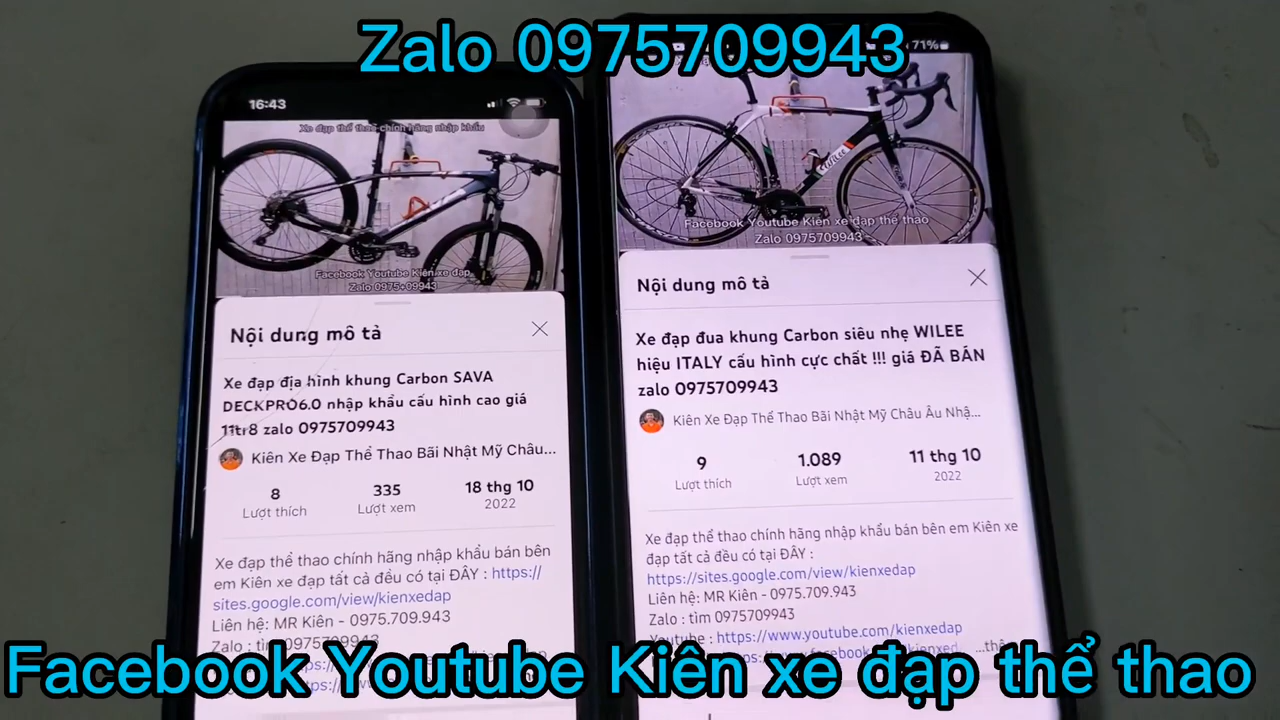 Zalo 0975709943
16:43
Xe đạp thể thao chính hãng nhập khẩu
Facebook Youtube Kiên xe đạp
Zalo 0975+09943
Nội dung mô tả
Xe đạp địa hình khung Carbon SAVA
DECKPRO6.0 nhập khẩu cấu hình cao giá
11tr8 zalo 0975709943
Kiên Xe Đạp Thể Thao Bãi Nhật Mỹ Châu...
8
Lượt thích
335
Lượt xem
18 thg 10
2022
Xe đạp thể thao chính hãng nhập khẩu bán bên
em Kiên xe đạp tất cả đều có tại ĐÂY : https://
sites.google.com/view/kienxedap
Liên hệ: MR Kiên - 0975.709.943
Zalo : tìm 0975709943
71%
Wilier
Facebook Youtube Kiên xe đạp thể thao
Zalo 0975709943
Nội dung mô tả
Xe đạp đua khung Carbon siêu nhẹ WILEE
hiệu ITALY cấu hình cực chất !!! giá ĐÃ BÁN
zalo 0975709943
Kiên Xe Đạp Thể Thao Bãi Nhật Mỹ Châu Âu Nhậ...
9
Lượt thích
1.089
Lượt xem
11 thg 10
2022
Xe đạp thể thao chính hãng nhập khẩu bán bên em Kiên xe
đạp tất cả đều có tại ĐÂY :
https://sites.google.com/view/kienxedap
Liên hệ: MR Kiên - 0975.709.943
Zalo : tìm 0975709943
Youtube : https://www.youtube.com/kienxedap
Facebook Youtube Kiên xe đạp thể thao